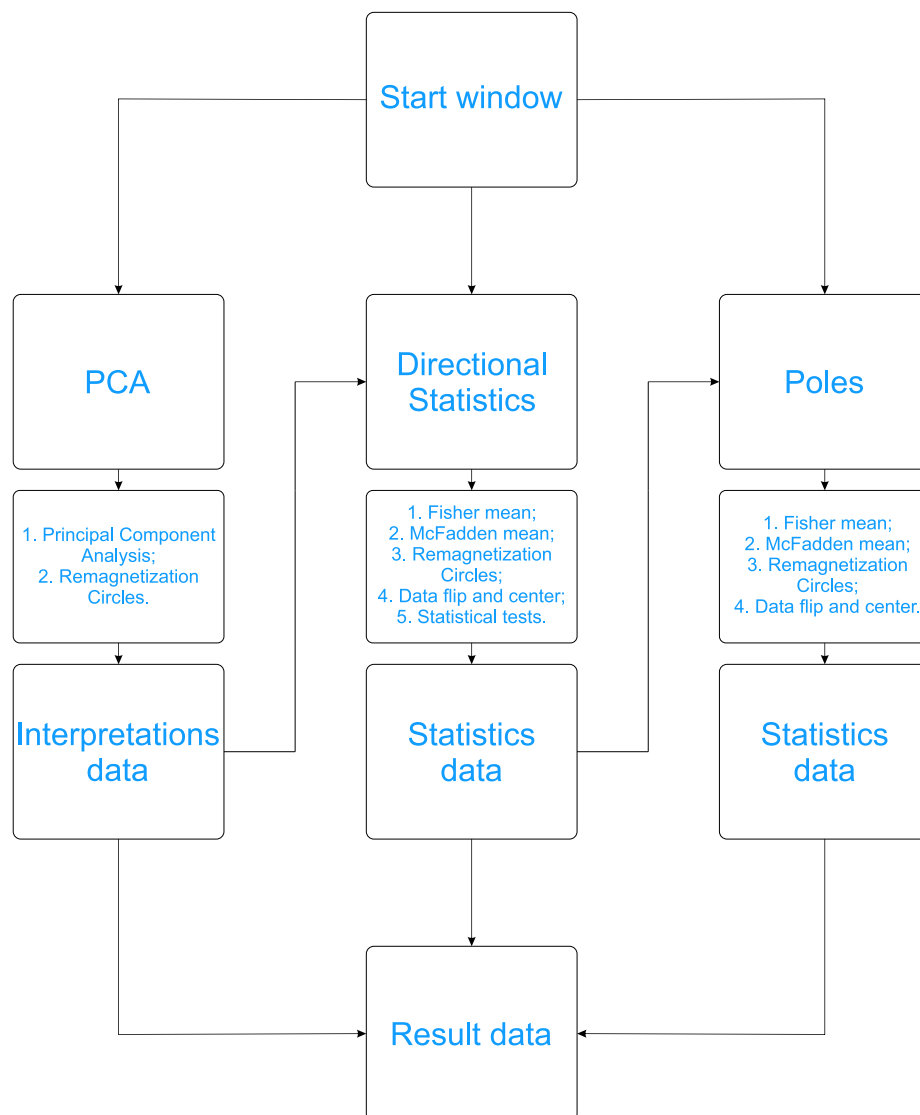 Start window
PCA
Directional
Statistics
Poles
1. Principal Component
Analysis;
2. Remagnetization
Circles.
1. Fisher mean;
2. McFadden mean;
3. Remagnetization
Circles;
4. Data flip and center;
5. Statistical tests.
1. Fisher mean;
2. McFadden mean;
3. Remagnetization
Circles;
4. Data flip and center.
Interpretations
data
Statistics
data
Statistics
data
Result data